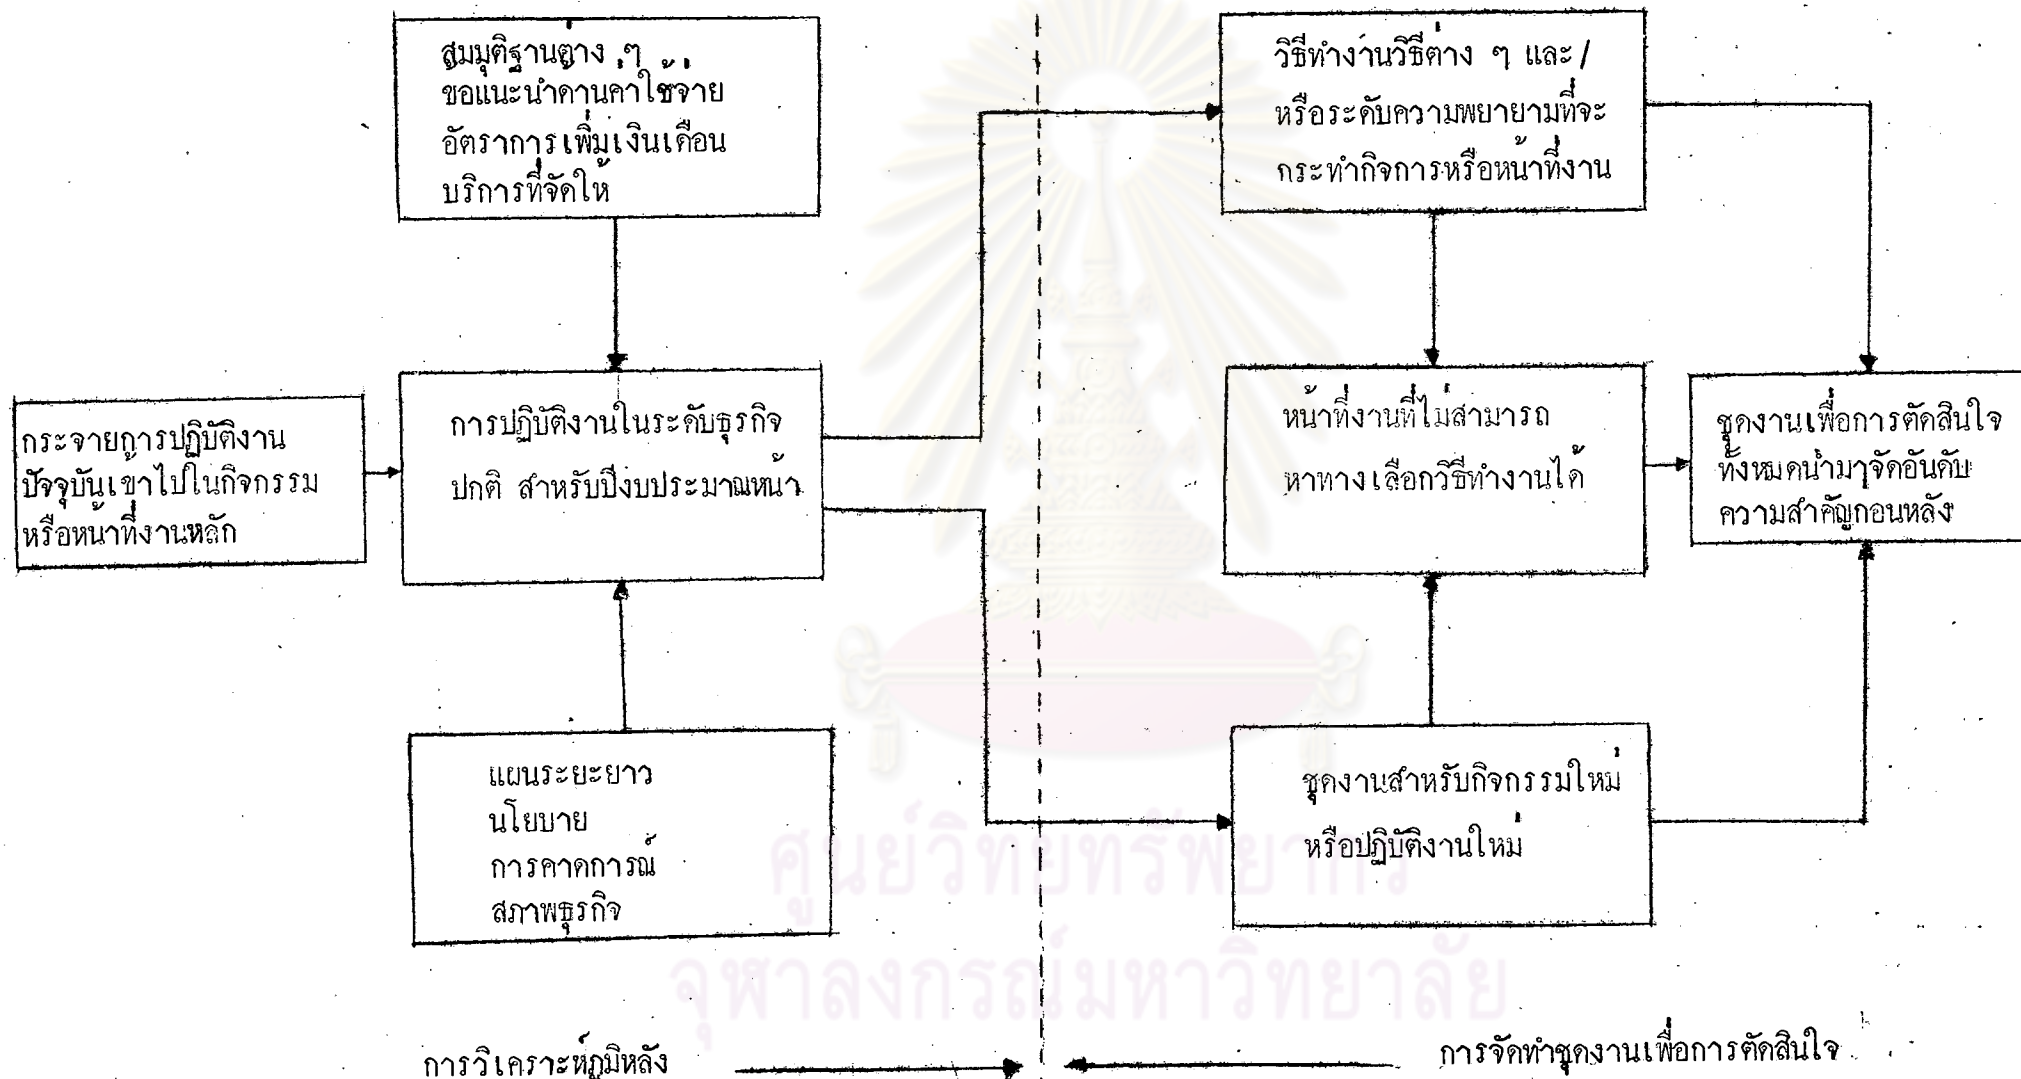 สมมุติฐานต่าง ๆ
ข้อแนะนำด้านค่าใช้จ่าย
อัตราการเพิ่มเงินเดือน
บริการที่จัดให้
วิธีทำงานวิธีต่าง ๆ และ/
หรือระดับความพยายามที่จะ
กระทำกิจการหรือหน้าที่งาน
กระจายการปฏิบัติงาน
ปัจจุบันเข้าไปในกิจกรรม
หรือหน้าที่งานหลัก
การปฏิบัติงานในระดับธุรกิจ
ปกติ สำหรับปีงบประมาณหน้า
หน้าที่งานที่ไม่สามารถ
หาทางเลือกวิธีทำงานได้
ชุดงานเพื่อการตัดสินใจ
ทั้งหมดนำมาจัดอันดับ
ความสำคัญก่อนหลัง
แผนระยะยาว
นโยบาย
การคาดการณ์
สภาพธุรกิจ
ชุดงานสำหรับกิจกรรมใหม่
หรือปฏิบัติงานใหม่
ศูนย์วิทยทรัพยากร
จุฬาลงกรณ์มหาวิทยาลัย
การวิเคราะห์ภูมิหลัง
การจัดทำชุดงานเพื่อการตัดสินใจ